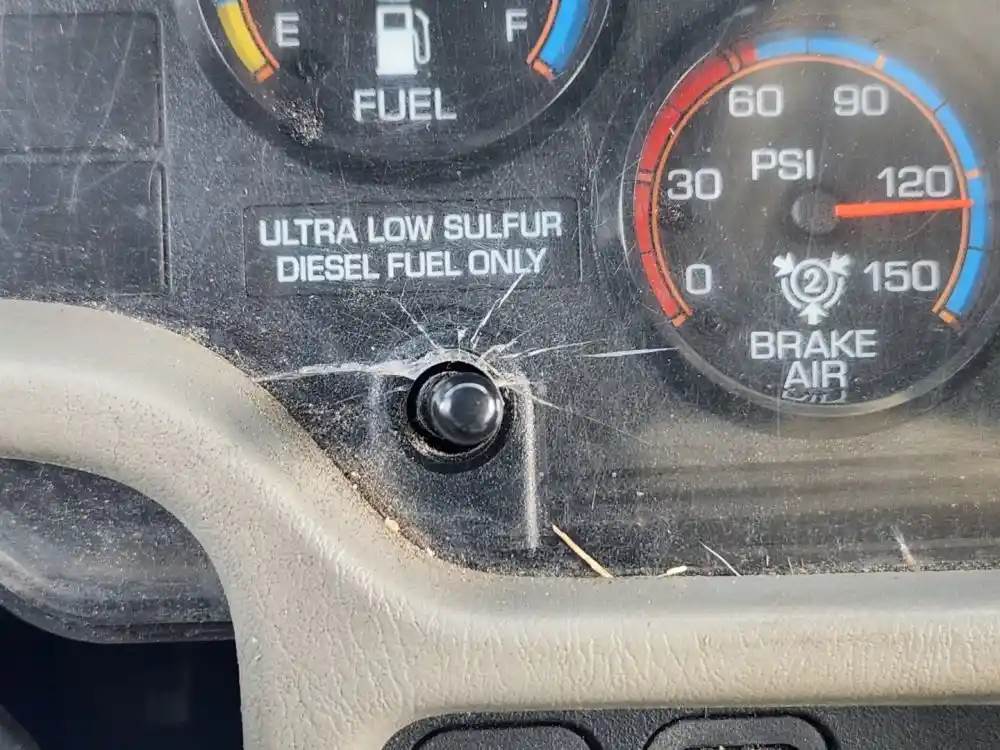 E F
FUEL
ULTRA LOW SULFUR
DIESEL FUEL ONLY
60 90
PSI
30 120
0 2 150
BRAKE
AIR